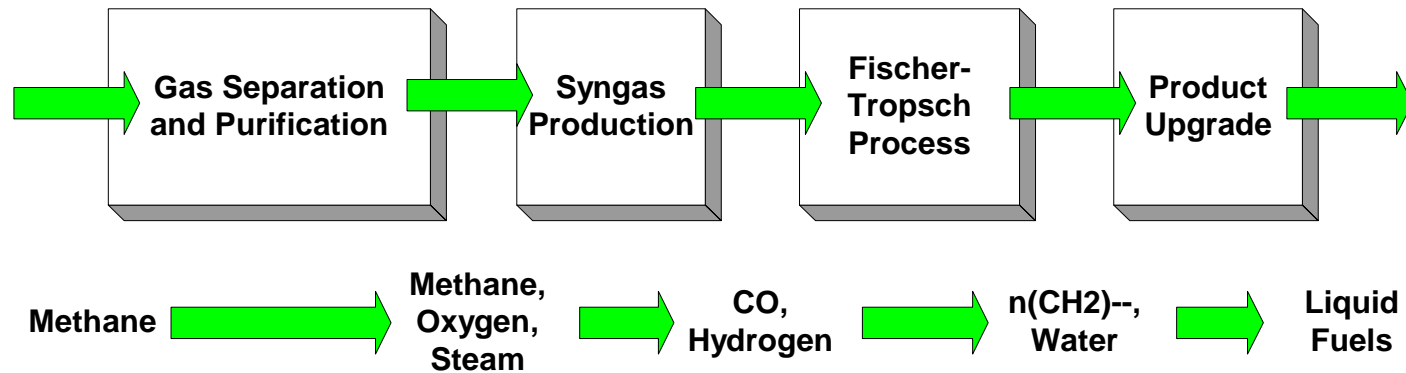 Gas Separation
and Purification
Syngas
Production
Fischer-
Tropsch
Process
Product
Upgrade
Methane
Methane,
Oxygen,
Steam
CO,
Hydrogen
n(CH2)--,
Water
Liquid
Fuels